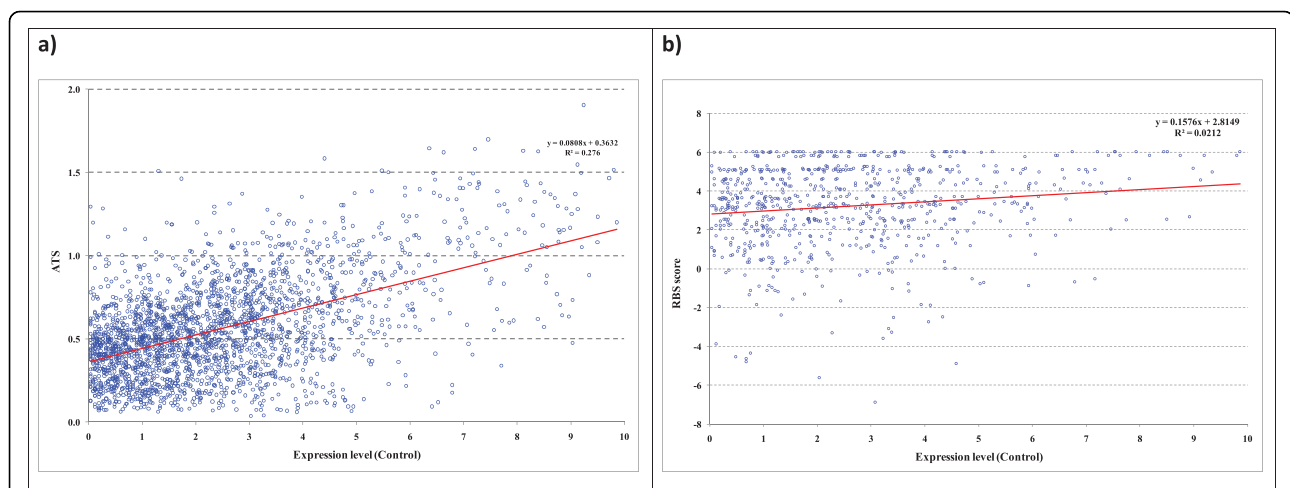 a)
2.0
1.5
1.0
0.5
0.0
ATS
y = 0.0808x + 0.3632
R² = 0.276
0 1 2 3 4 5 6 7 8 9 10
Expression level (Control)
b)
8
6
4
2
0
-2
-4
-6
-8
RBS score
y = 0.1576x + 2.8149
R² = 0.0212
0 1 2 3 4 5 6 7 8 9 10
Expression level (Control)